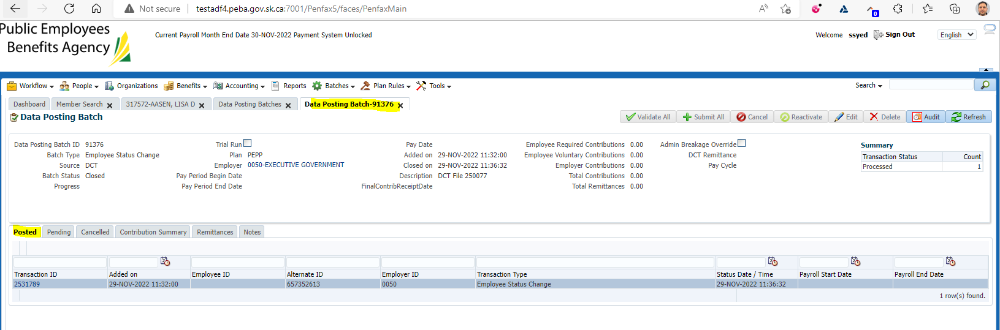 Not secure | testadf4.peba.gov.sk.ca:7001/Penfax5/faces/PenfaxMain
0
Public Employees
Benefits Agency
Current Payroll Month End Date 30-NOV-2022 Payment System Unlocked
Welcome ssyed Sign Out English
Workflow People Organizations Benefits Accounting Reports Batches Plan Rules Tools Search
Dashboard Member Search 317572-AASEN, LISA D Data Posting Batches Data Posting Batch-91376
Data Posting Batch Validate All Submit All Cancel Reactivate Edit Delete Audit Refresh
Data Posting Batch ID 91376 Trial Run Pay Date Employee Required Contributions 0.00 Admin Breakage Override Summary
Batch Type Employee Status Change Plan PEPP Added on 29-NOV-2022 11:32:00 Employee Voluntary Contributions 0.00 DCT Remittance Transaction Status Count
Source DCT Employer 0050-EXECUTIVE GOVERNMENT Closed on 29-NOV-2022 11:36:32 Employer Contributions 0.00 Pay Cycle Processed 1
Batch Status Closed Pay Period Begin Date Description DCT File 250077 Total Contributions 0.00
Progress Pay Period End Date FinalContribReceiptDate Total Remittances 0.00
Posted Pending Cancelled Contribution Summary Remittances Notes
Transaction ID Added on Employee ID Alternate ID Employer ID Transaction Type Status Date / Time Payroll Start Date Payroll End Date
2531789 29-NOV-2022 11:32:00 657352613 0050 Employee Status Change 29-NOV-2022 11:36:32
1 row(s) found.